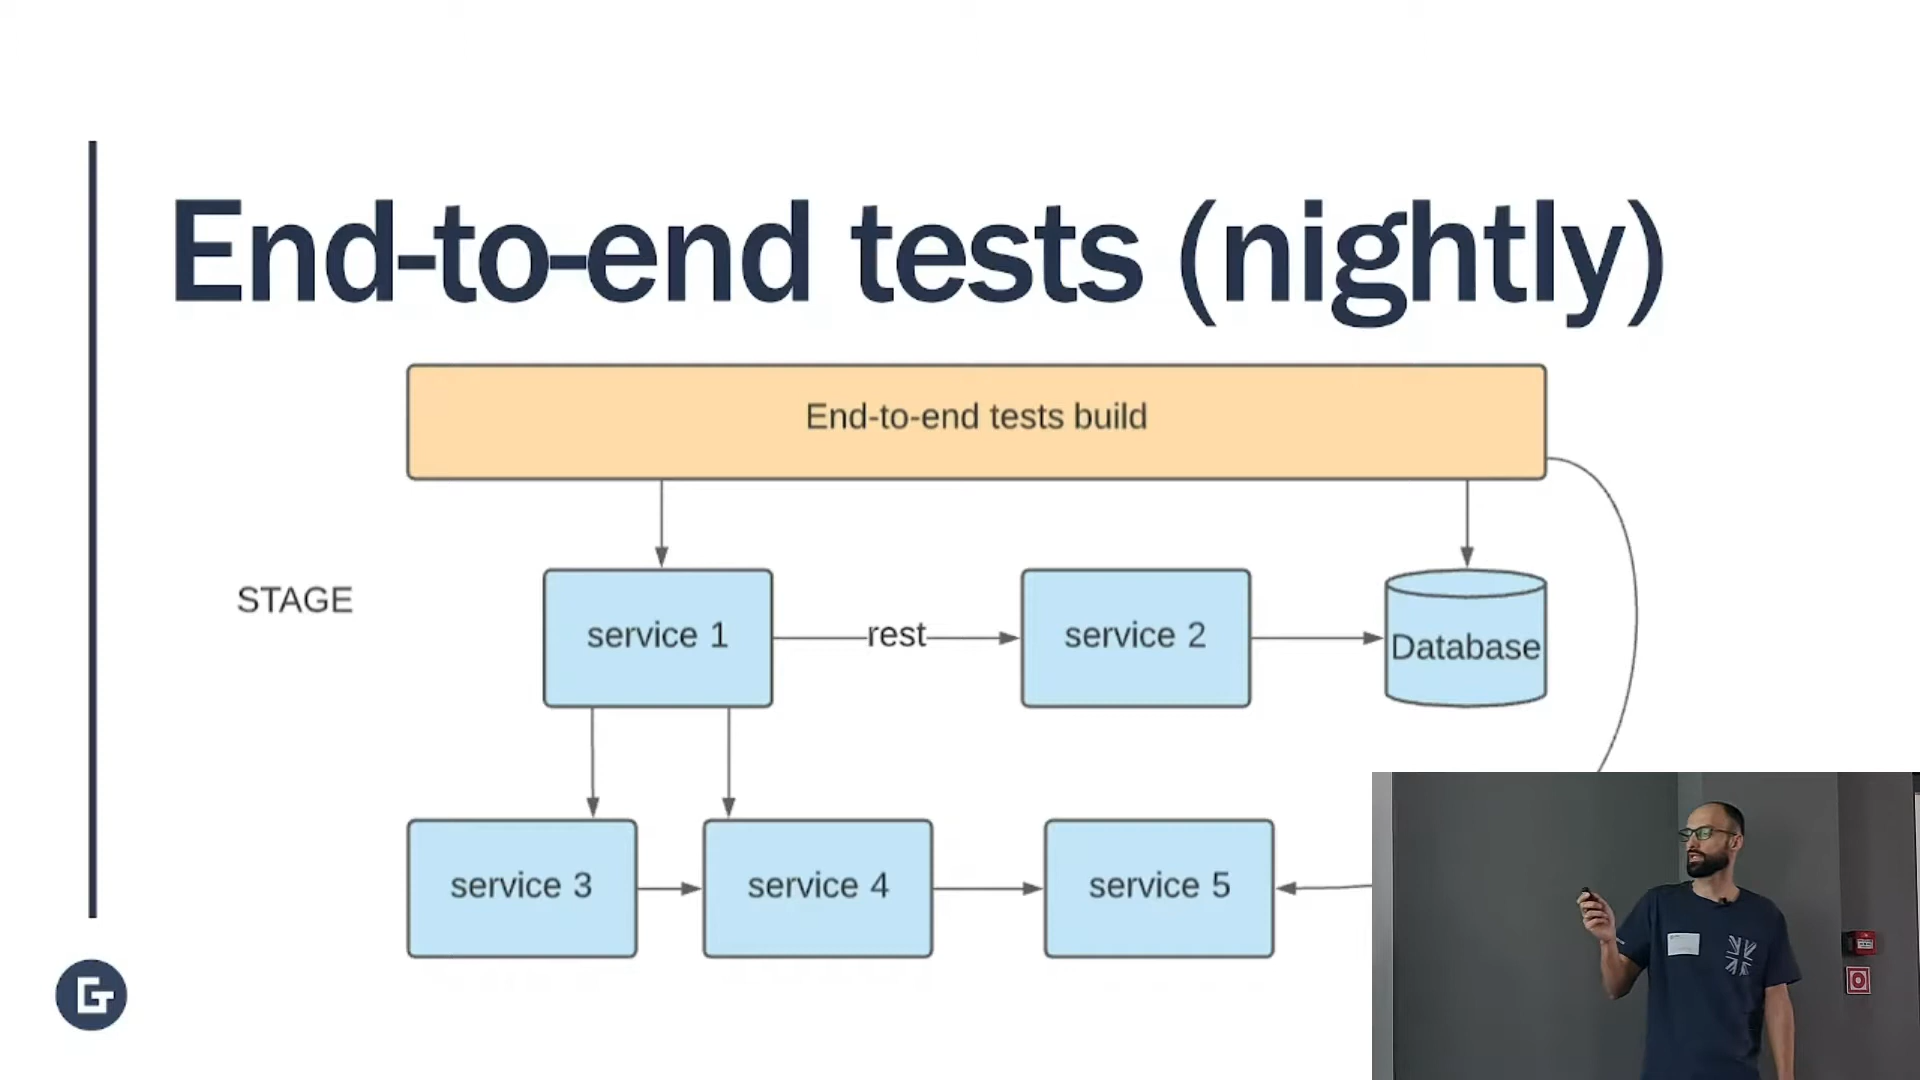 End-to-end tests (nightly)
End-to-end tests build
STAGE
service 1
rest
service 2
Database
service 3
service 4
service 5